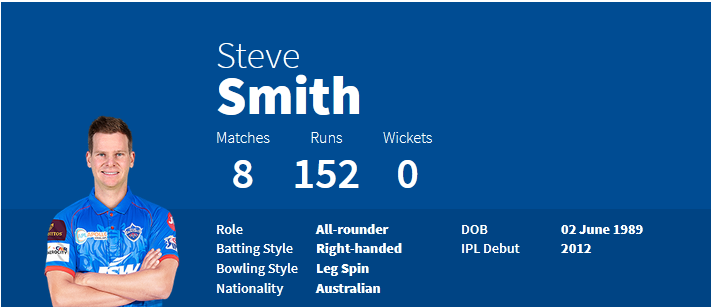 Steve
Smith
Matches Runs Wickets
8 152 0
Role All-rounder DOB 02 June 1989
Batting Style Right-handed IPL Debut 2012
Bowling Style Leg Spin
Nationality Australian
JSW